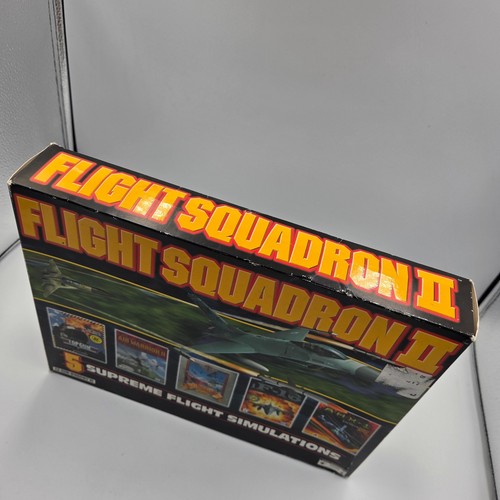 FLIGHT SQUADRON II
FLIGHT SQUADRON II
5 SUPREME FLIGHT SIMULATIONS